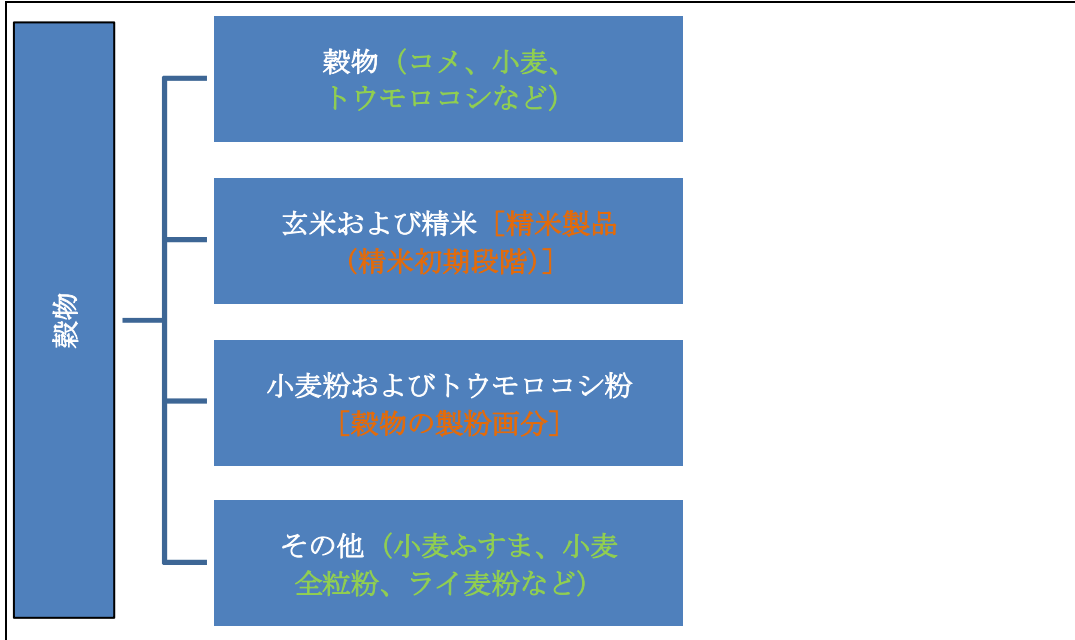 穀物
穀物（コメ、小麦、
トウモロコシなど）
玄米および精米［精米製品
（精米初期段階）］
小麦粉およびトウモロコシ粉
［穀物の製粉画分］
その他（小麦ふすま、小麦
全粒粉、ライ麦粉など）